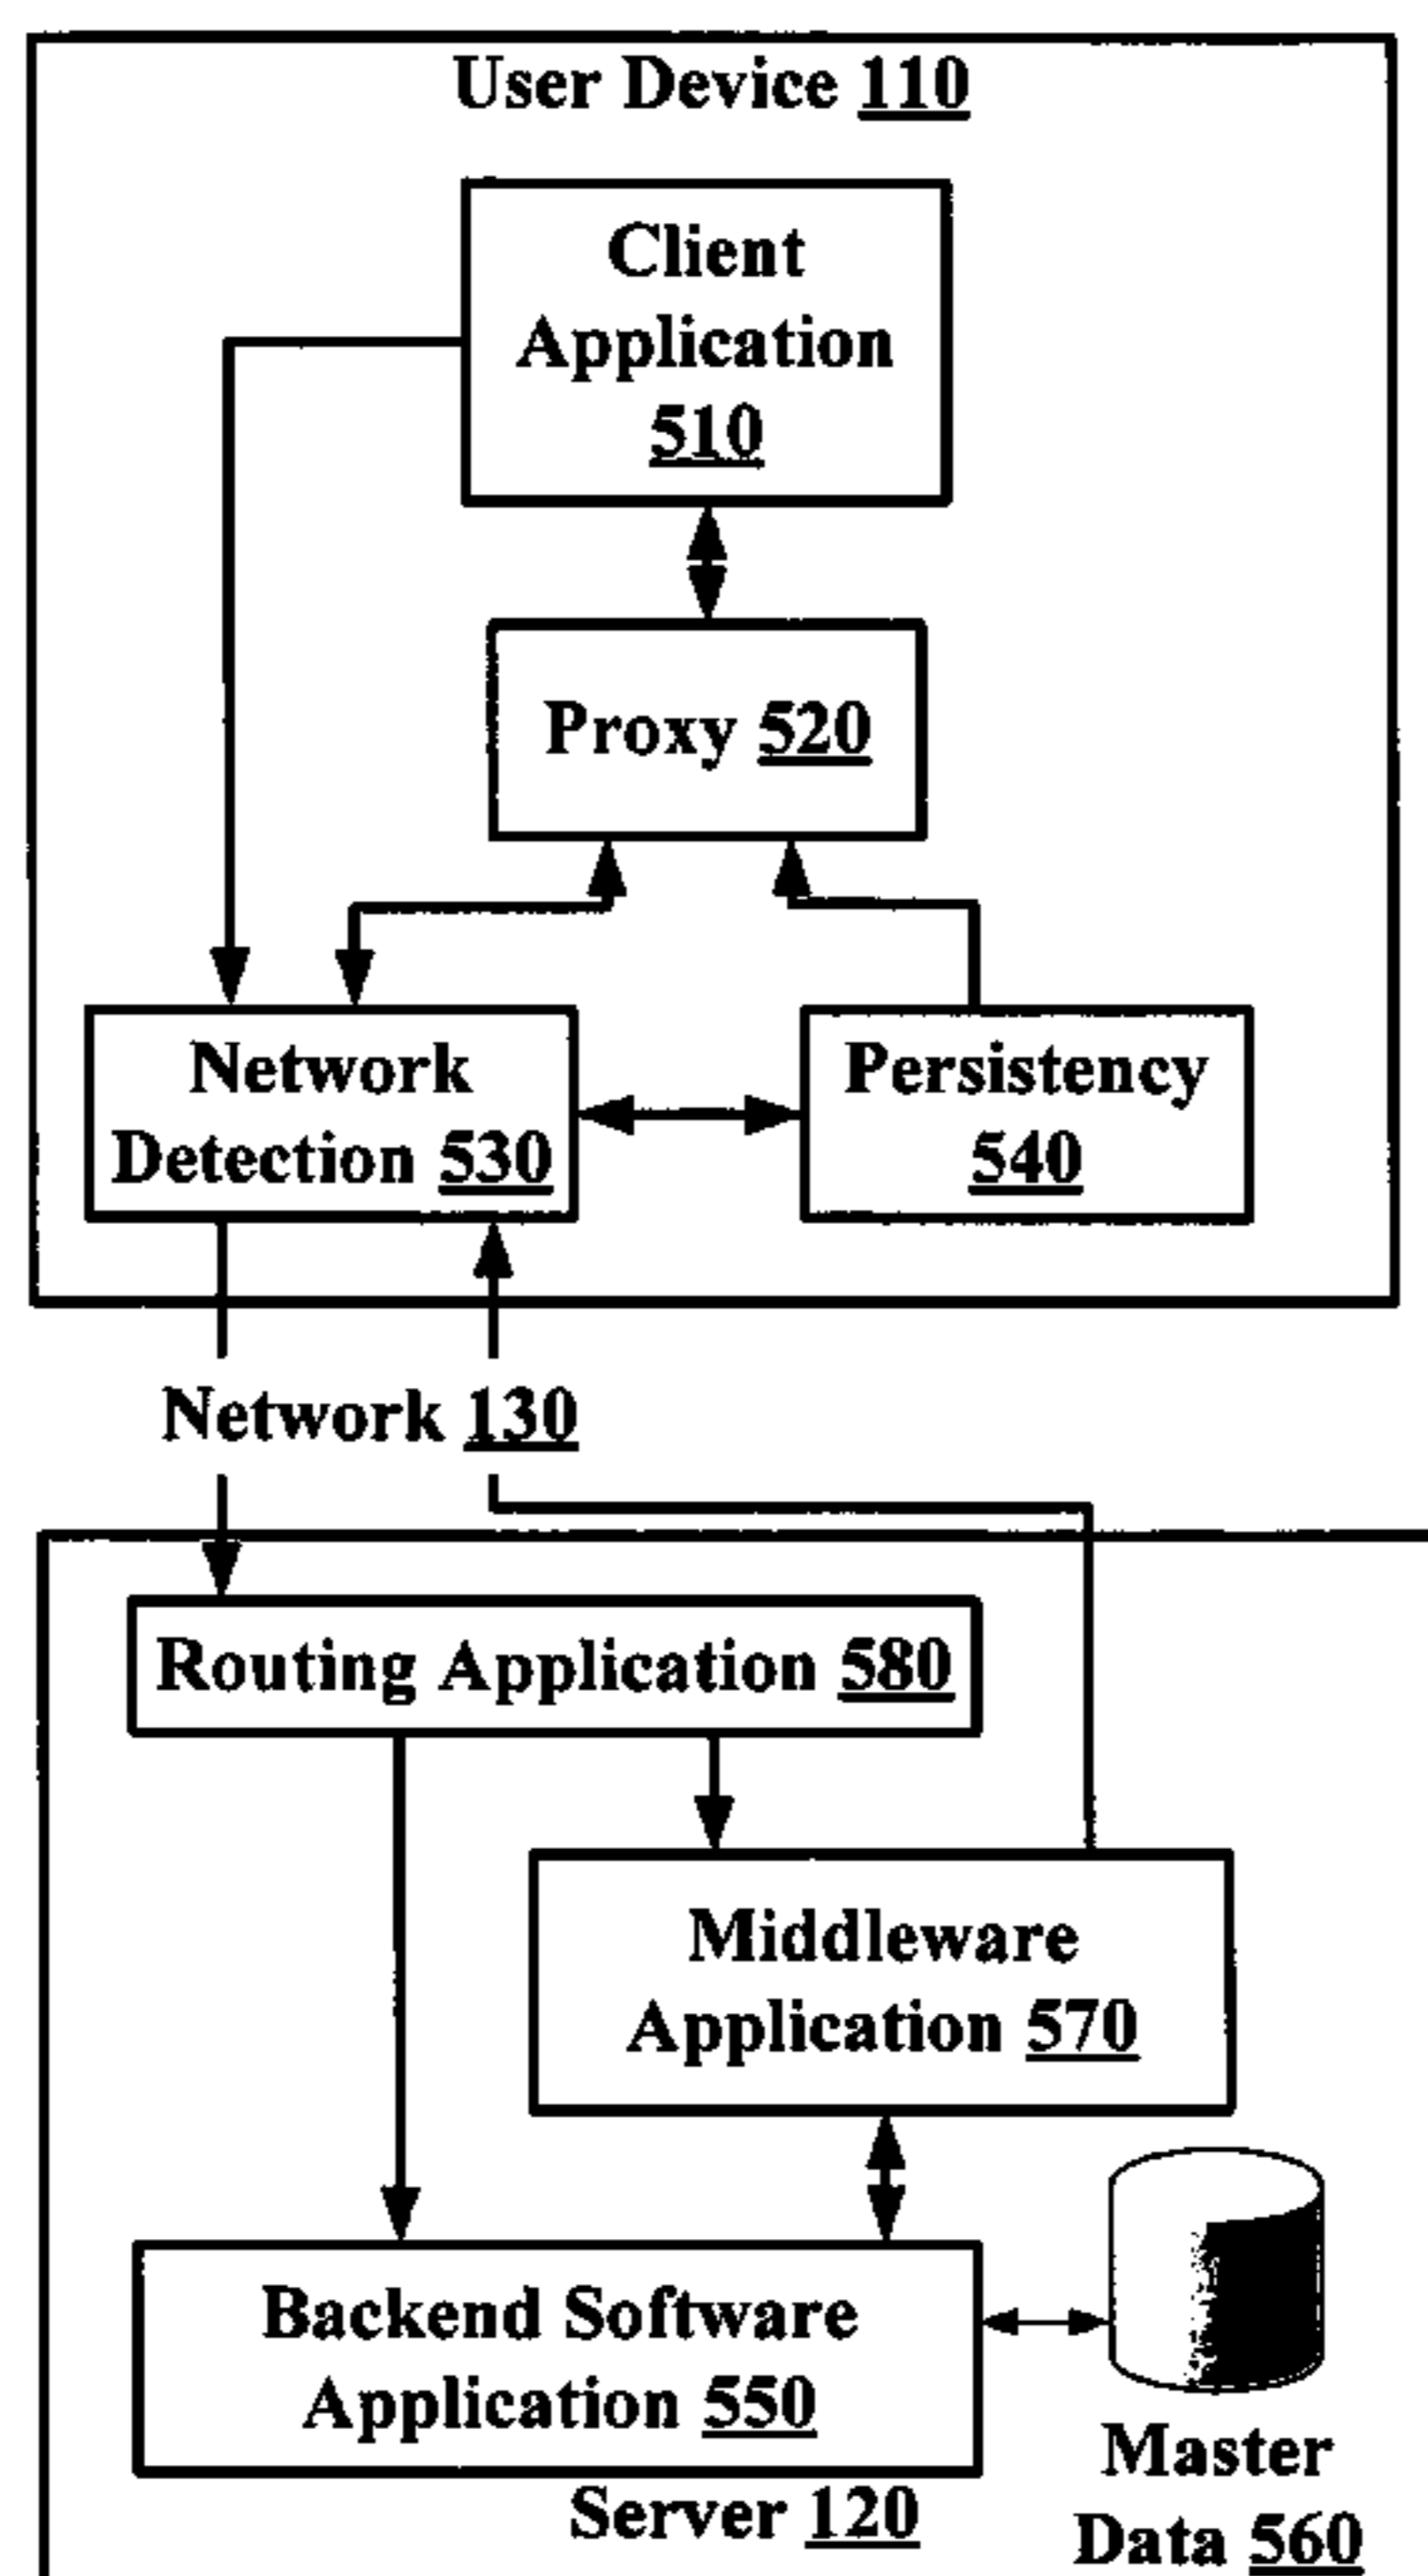 User Device 110
Client
Application
510
Proxy 520
Network
Detection 530
Persistency
540
Network 130
Routing Application 580
Middleware
Application 570
Backend Software
Application 550
Server 120
Master
Data 560